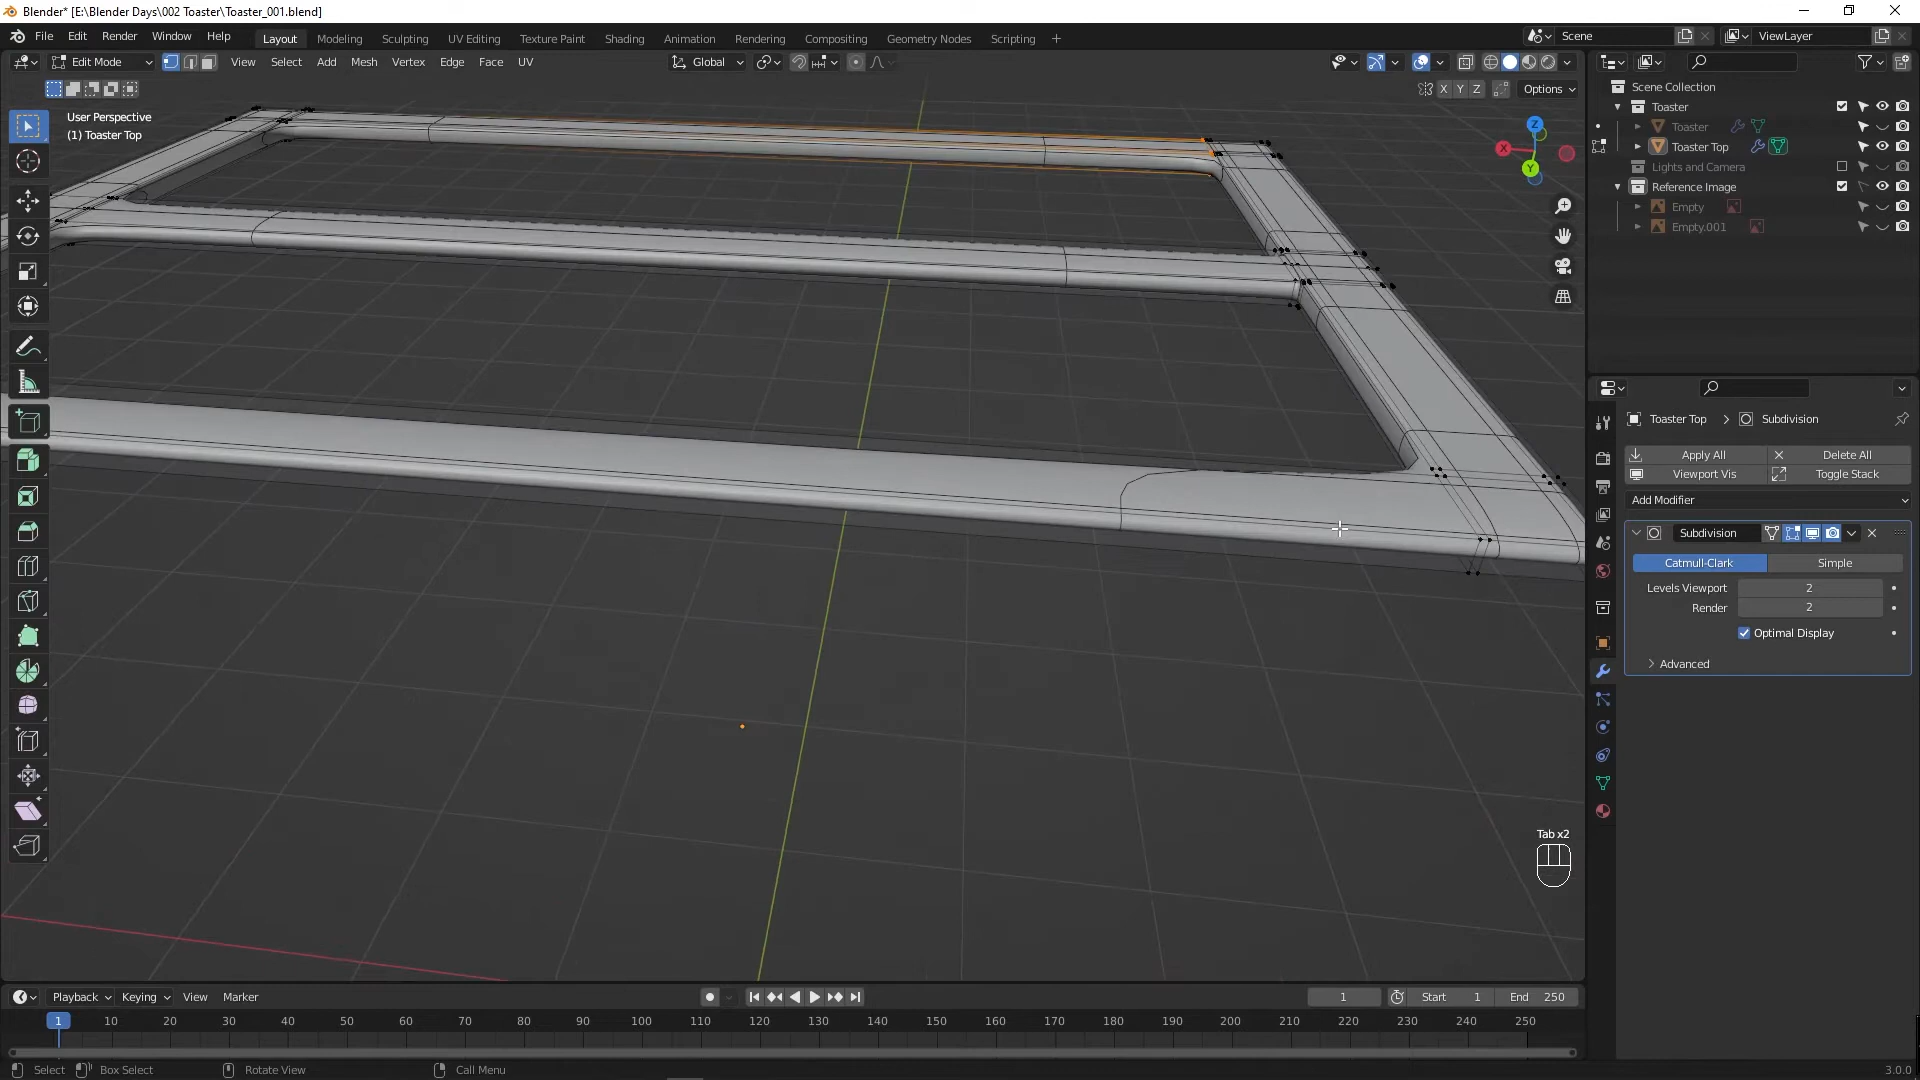 Blender* [E:\Blender Days\002 Toaster\Toaster_001.blend]
File Edit Render Window Help Layout Modeling Sculpting UV Editing Texture Paint Shading Animation Rendering Compositing Geometry Nodes Scripting + Scene ViewLayer
Edit Mode View Select Add Mesh Vertex Edge Face UV Global
X Y Z Options
User Perspective
(1) Toaster Top
Z
X
Y
Scene Collection
Toaster
Toaster
Toaster Top
Lights and Camera
Reference Image
Empty
Empty.001
Toaster Top > Subdivision
Apply All Delete All
Viewport Vis Toggle Stack
Add Modifier
Subdivision
Catmull-Clark Simple
Levels Viewport 2
Render 2
Optimal Display
Advanced
Tab x2
Playback Keying View Marker 1 Start 1 End 250
1 10 20 30 40 50 60 70 80 90 100 110 120 130 140 150 160 170 180 190 200 210 220 230 240 250
Select Box Select Rotate View Call Menu 3.0.0